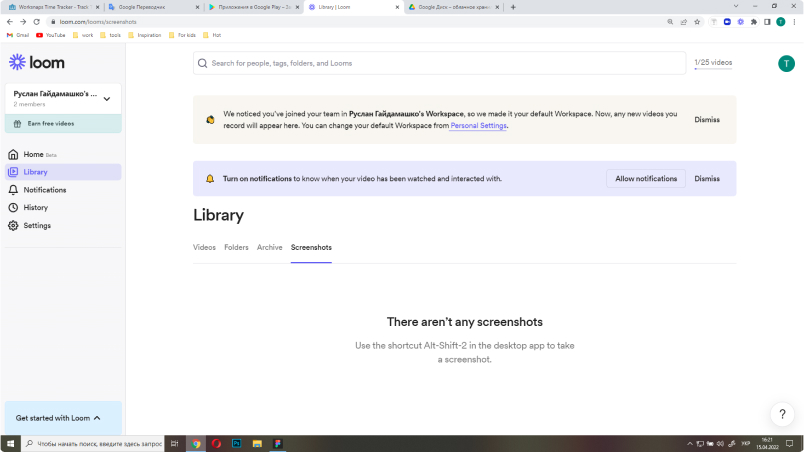 Workonapp Time Tracker - Track
Google Переводчик
Приложения в Google Play – Sa
Library | Loom
Google Диск – облачное хране
loom.com/looms/screenshots
Gmail
YouTube
work
tools
Inspiration
For kids
Hot
loom
Search for people, tags, folders, and Looms
1/25 videos
T
Руслан Гайдамашко's ...
2 members
Earn free videos
Home Beta
Library
Notifications
History
Settings
We noticed you've joined your team in Руслан Гайдамашко's Workspace, so we made it your default Workspace. Now, any new videos you
record will appear here. You can change your default Workspace from Personal Settings.
Dismiss
Turn on notifications to know when your video has been watched and interacted with.
Allow notifications
Dismiss
Library
Videos
Folders
Archive
Screenshots
There aren't any screenshots
Use the shortcut Alt-Shift-2 in the desktop app to take
a screenshot.
Get started with Loom
?
Чтобы начать поиск, введите здесь запрос
УКР
16:21
15.04.2022